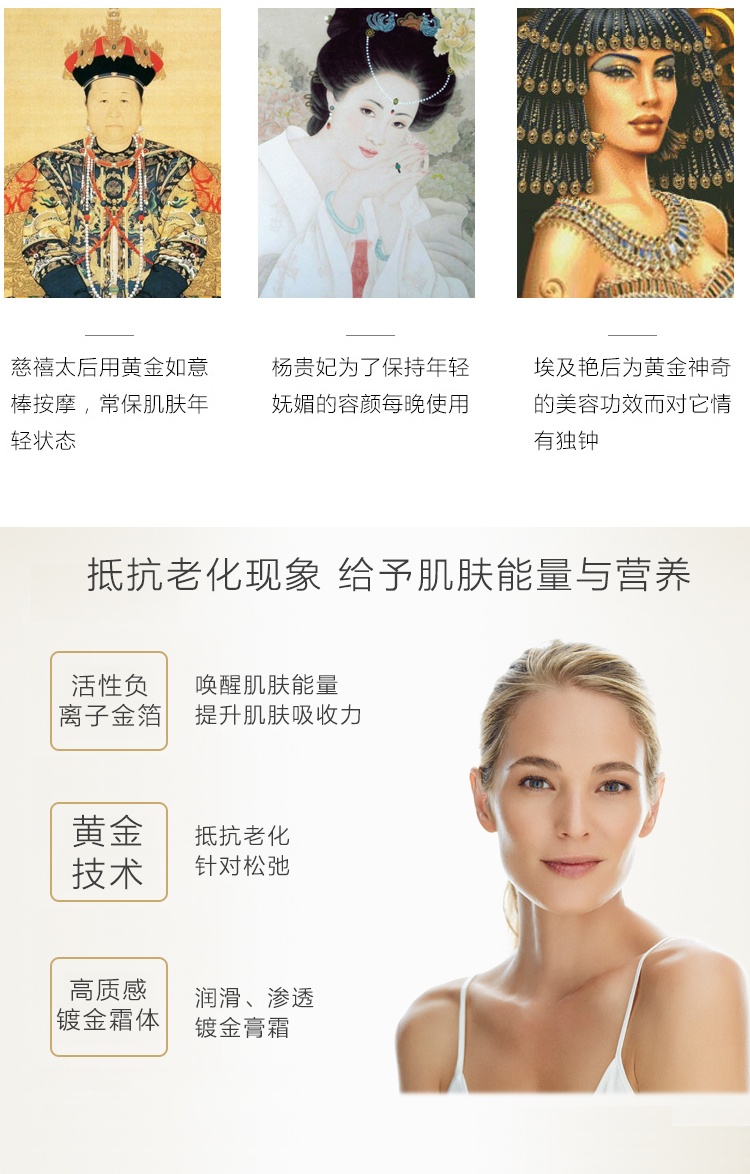 慈禧太后用黄金如意
棒按摩，常保肌肤年
轻状态
杨贵妃为了保持年轻
妩媚的容颜每晚使用
埃及艳后为黄金神奇
的美容功效而对它情
有独钟
抵抗老化现象 给予肌肤能量与营养
活性负
离子金箔
唤醒肌肤能量
提升肌肤吸收力
黄金
技术
抵抗老化
针对松弛
高质感
镀金霜体
润滑、渗透
镀金膏霜